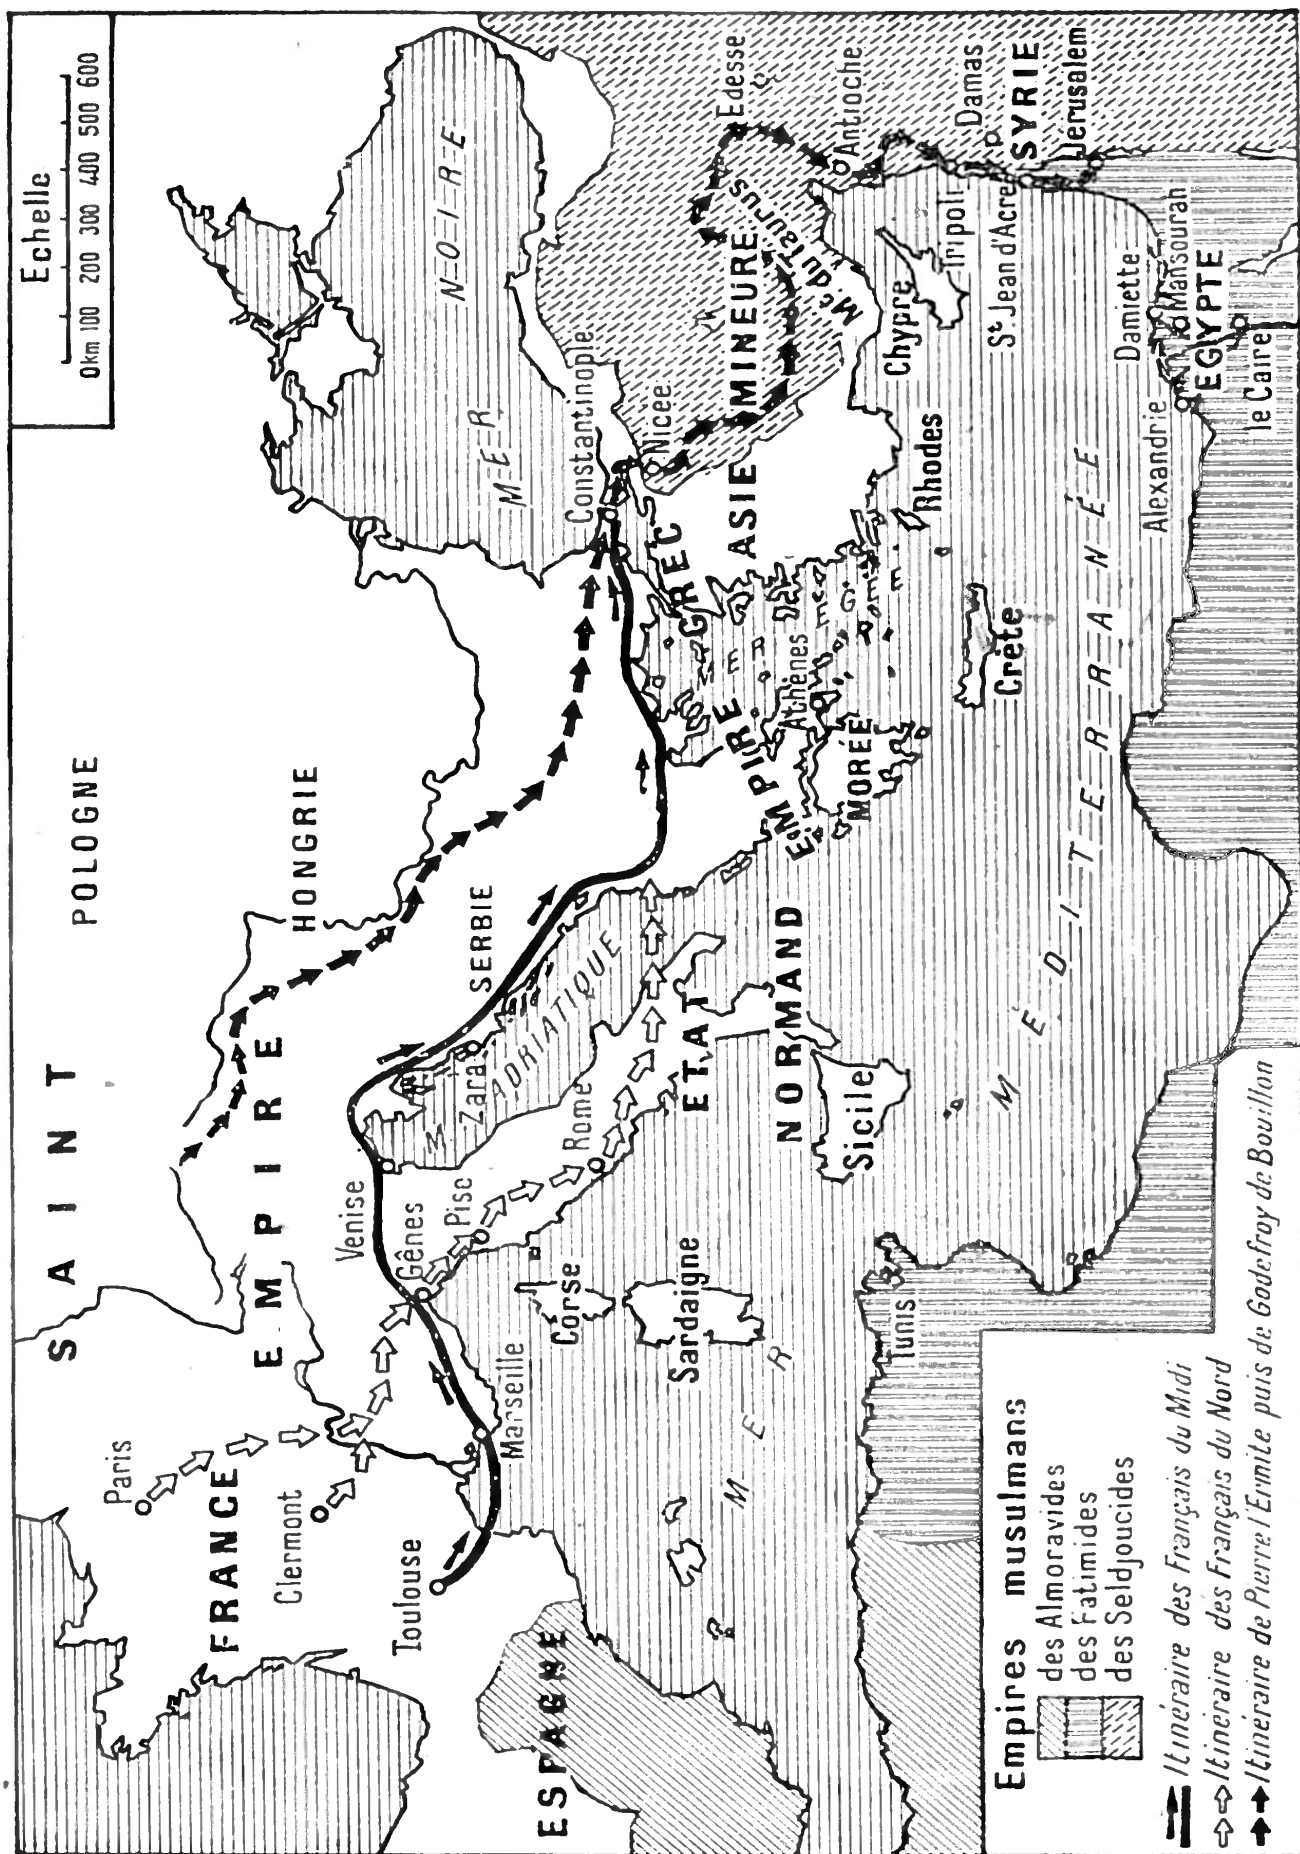 Echelle
0 km 100 200 300 400 500 600
SAINT
EMPIRE
POLOGNE
HONGRIE
FRANCE
Paris
Clermont
Toulouse
Marseille
Gênes
Pise
Venise
Zara
SERBIE
M. ADRIATIQUE
Rome
Corse
Sardaigne
ETAT
NORMAND
Sicile
Tunis
ESPAGNE
MER NOIRE
Constantinople
Nicée
EMPIRE GREC
ASIE MINEURE
Mt du Taurus
Edesse
Antioche
Damas
SYRIE
Jérusalem
Tripoli
St Jean d'Acre
Chypre
Rhodes
Crête
MER
Athènes
MORÉE
MER MÉDITERRANÉE
Damiette
Mansourah
Alexandrie
EGYPTE
le Caire
Empires musulmans
des Almoravides
des Fatimides
des Seldjoucides
Itinéraire des Français du Midi
Itinéraire des Français du Nord
Itinéraire de Pierre l'Ermite puis de Godefroy de Bouillon